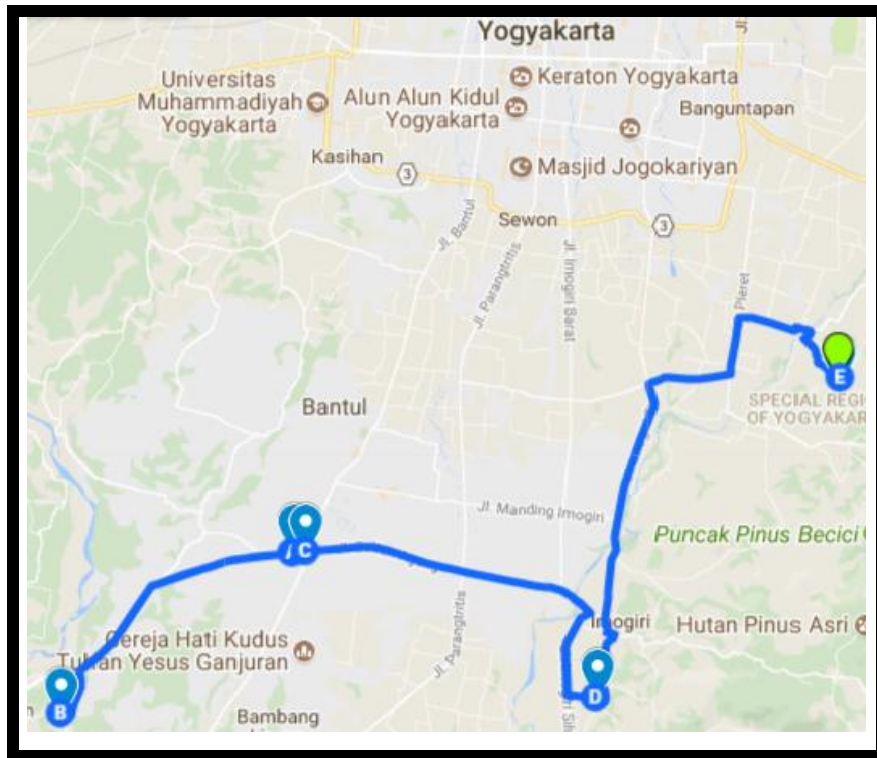 Yogyakarta
Universitas
Muhammadiyah
Yogyakarta
Keraton Yogyakarta
Alun Alun Kidul
Yogyakarta
Banguntapan
Kasihan
3
Masjid Jogokariyan
Sewon
3
Jl. Bantul
Jl. Parangtritis
Jl. Imogiri Barat
Pleret
E
SPECIAL REGI
OF YOGYAKAR
Bantul
Jl. Manding Imogiri
Puncak Pinus Becici
C
Jl. Parangtritis
Imogiri
Hutan Pinus Asri
Gereja Hati Kudus
Tuhan Yesus Ganjuran
D
B
Bambang